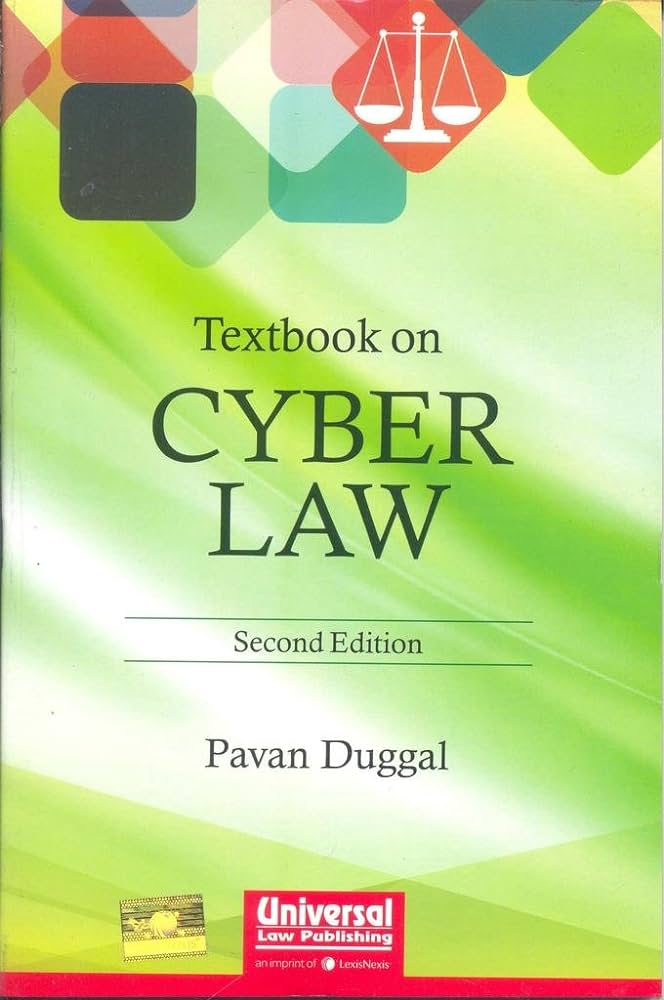 Textbook on
CYBER
LAW
Second Edition
Pavan Duggal
Universal
Law Publishing
an imprint of LexisNexis